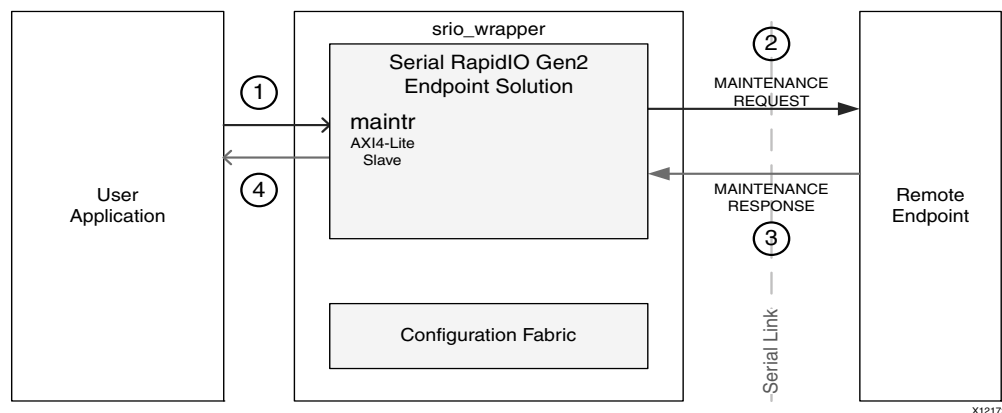 srio_wrapper
Serial RapidIO Gen2
Endpoint Solution
maintr
AXI4-Lite
Slave
1
4
2
MAINTENANCE
REQUEST
MAINTENANCE
RESPONSE
3
User
Application
Remote
Endpoint
Configuration Fabric
Serial Link
X1217